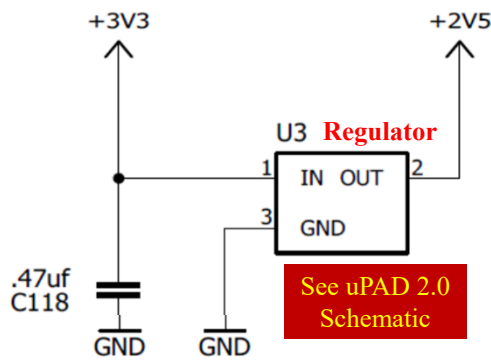 +3V3
+2V5
U3 Regulator
1
IN OUT
2
3
GND
.47uf
C118
See uPAD 2.0
Schematic
GND
GND